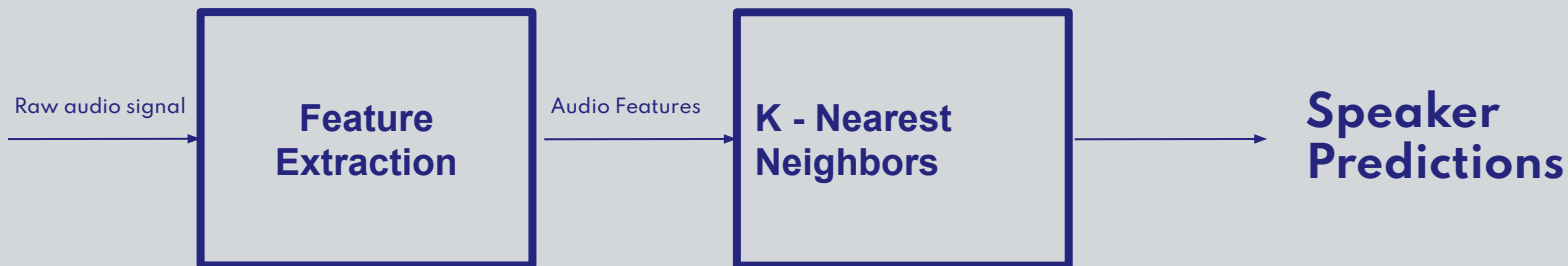 Raw audio signal
Feature
Extraction
Audio Features
K - Nearest
Neighbors
Speaker
Predictions